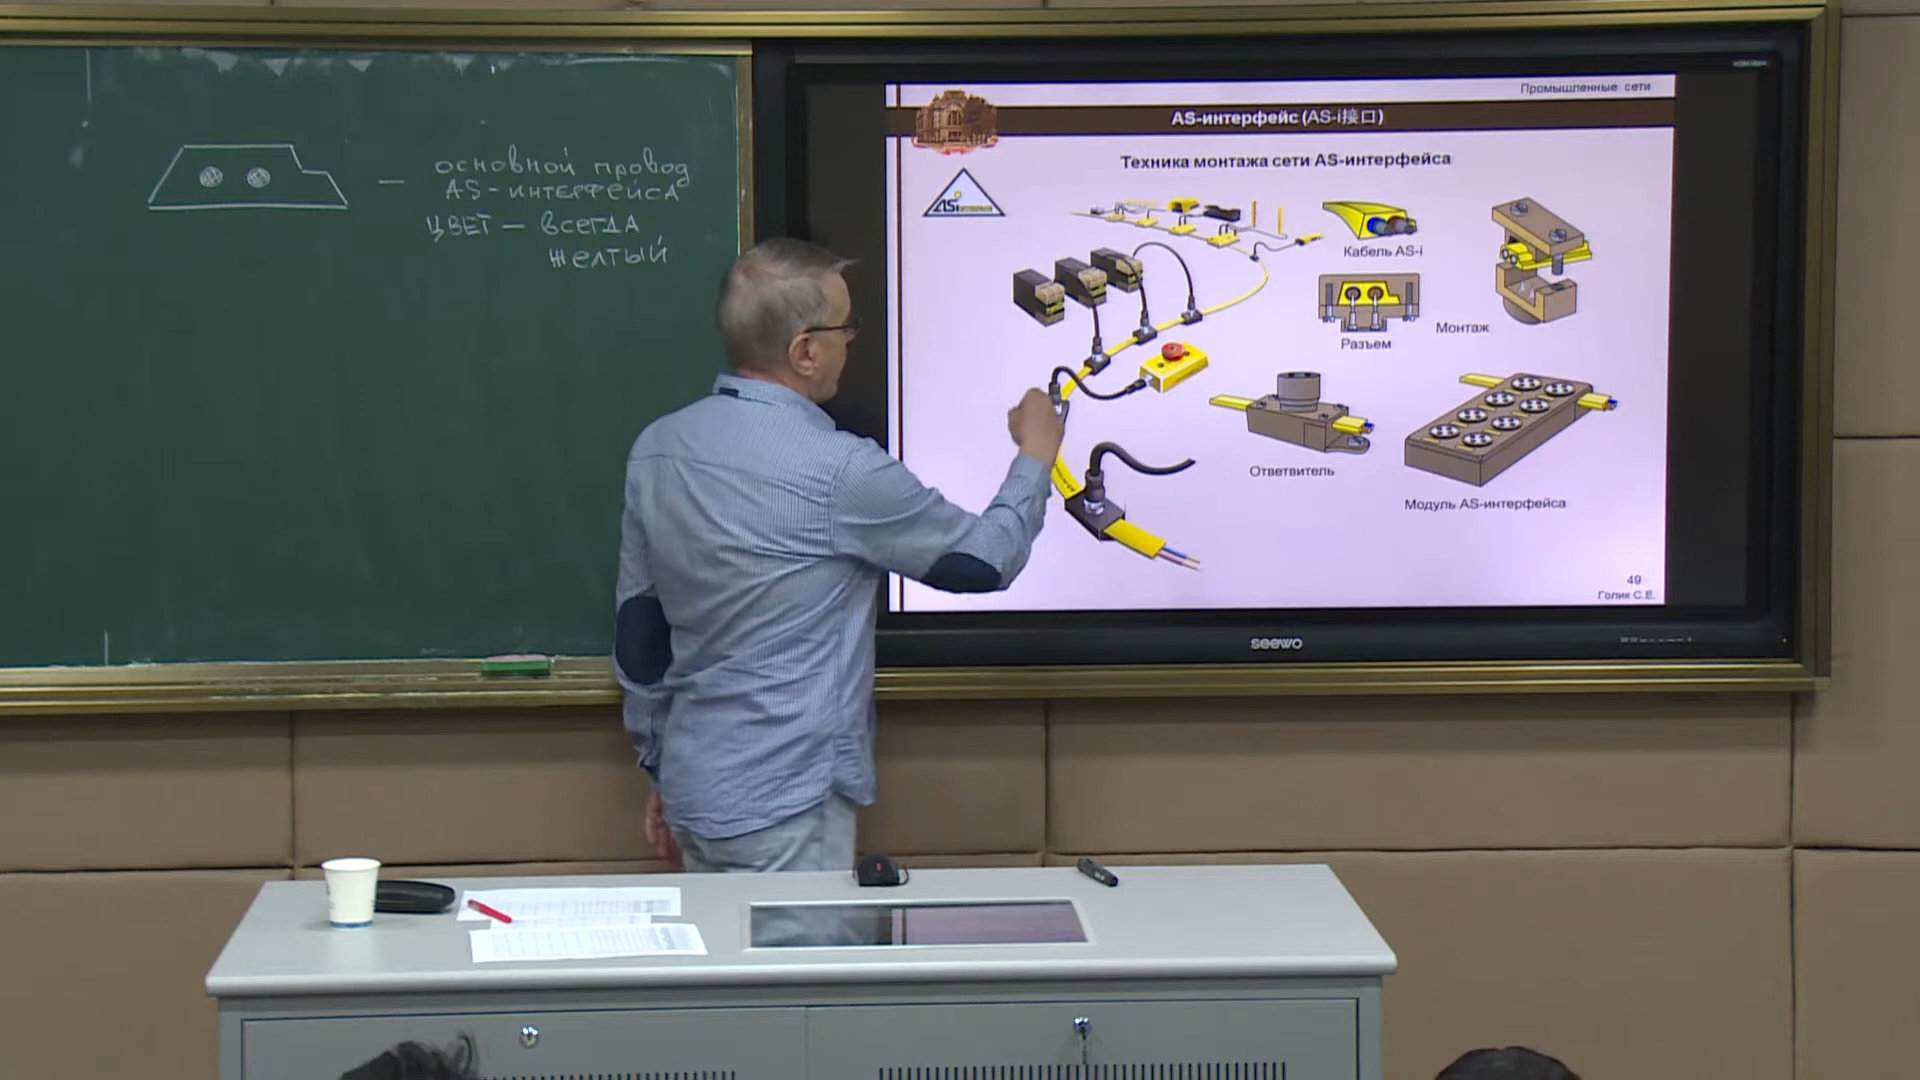 основной провод
AS-ИНТЕРФЕЙСА
ЦВЕТ — всегда
желтый
Промышленные сети
AS-интерфейс (AS-i接口)
Техника монтажа сети AS-интерфейса
ASi
Кабель AS-i
Разъем
Монтаж
Ответвитель
Модуль AS-интерфейса
49
Голик С.Е.
seewo